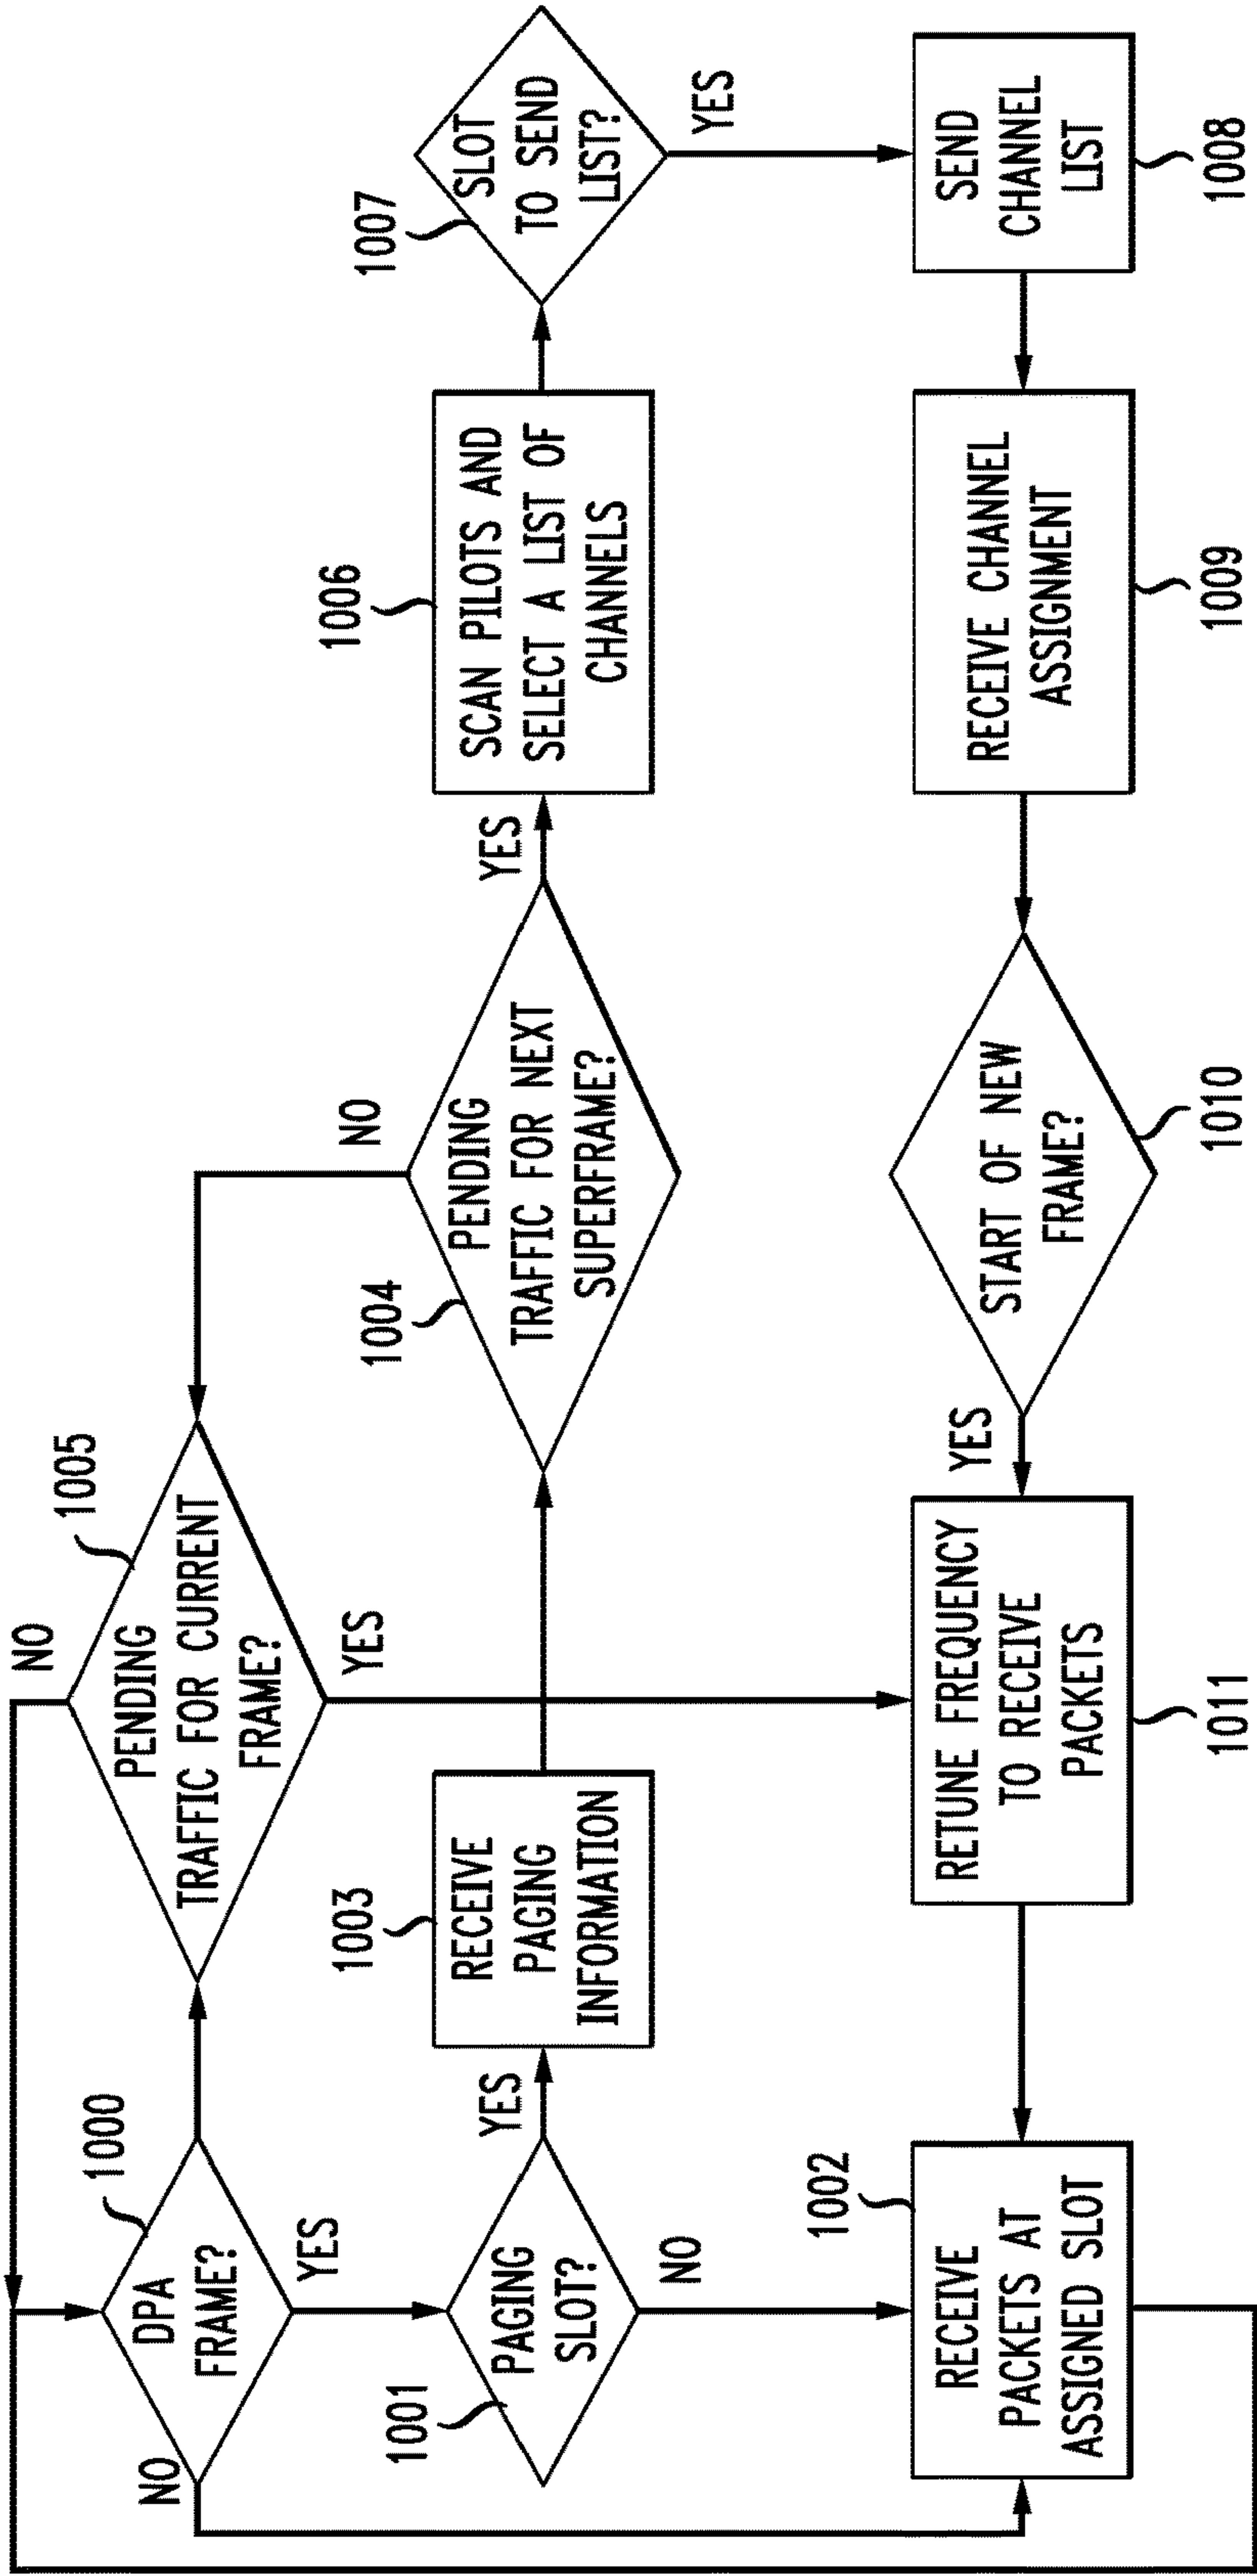 NO
1000
DPA
FRAME?
NO
YES
1005
PENDING
TRAFFIC FOR CURRENT
FRAME?
YES
1001
PAGING
SLOT?
YES
NO
1003
RECEIVE
PAGING
INFORMATION
1004
PENDING
TRAFFIC FOR NEXT
SUPERFRAME?
NO
YES
1006
SCAN PILOTS AND
SELECT A LIST OF
CHANNELS
1007
SLOT
TO SEND
LIST?
YES
1002
RECEIVE
PACKETS AT
ASSIGNED SLOT
RETUNE FREQUENCY
TO RECEIVE
PACKETS
1011
YES
START OF NEW
FRAME?
1010
RECEIVE CHANNEL
ASSIGNMENT
1009
SEND
CHANNEL
LIST
1008